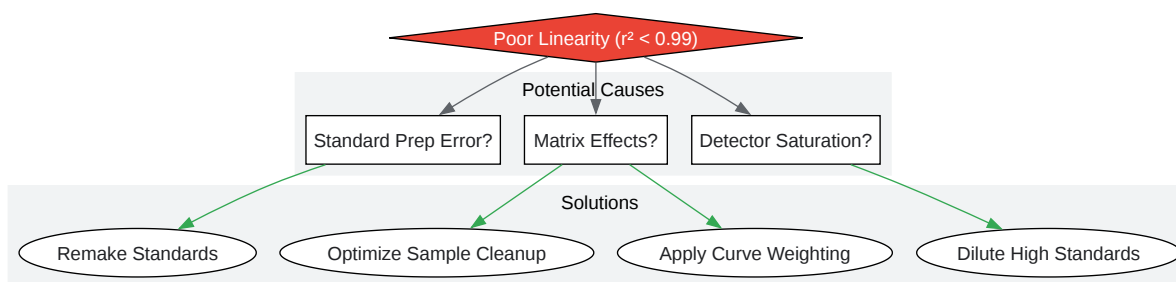 Poor Linearity (r² < 0.99)
Potential Causes
Standard Prep Error?
Matrix Effects?
Detector Saturation?
Solutions
Remake Standards
Optimize Sample Cleanup
Apply Curve Weighting
Dilute High Standards